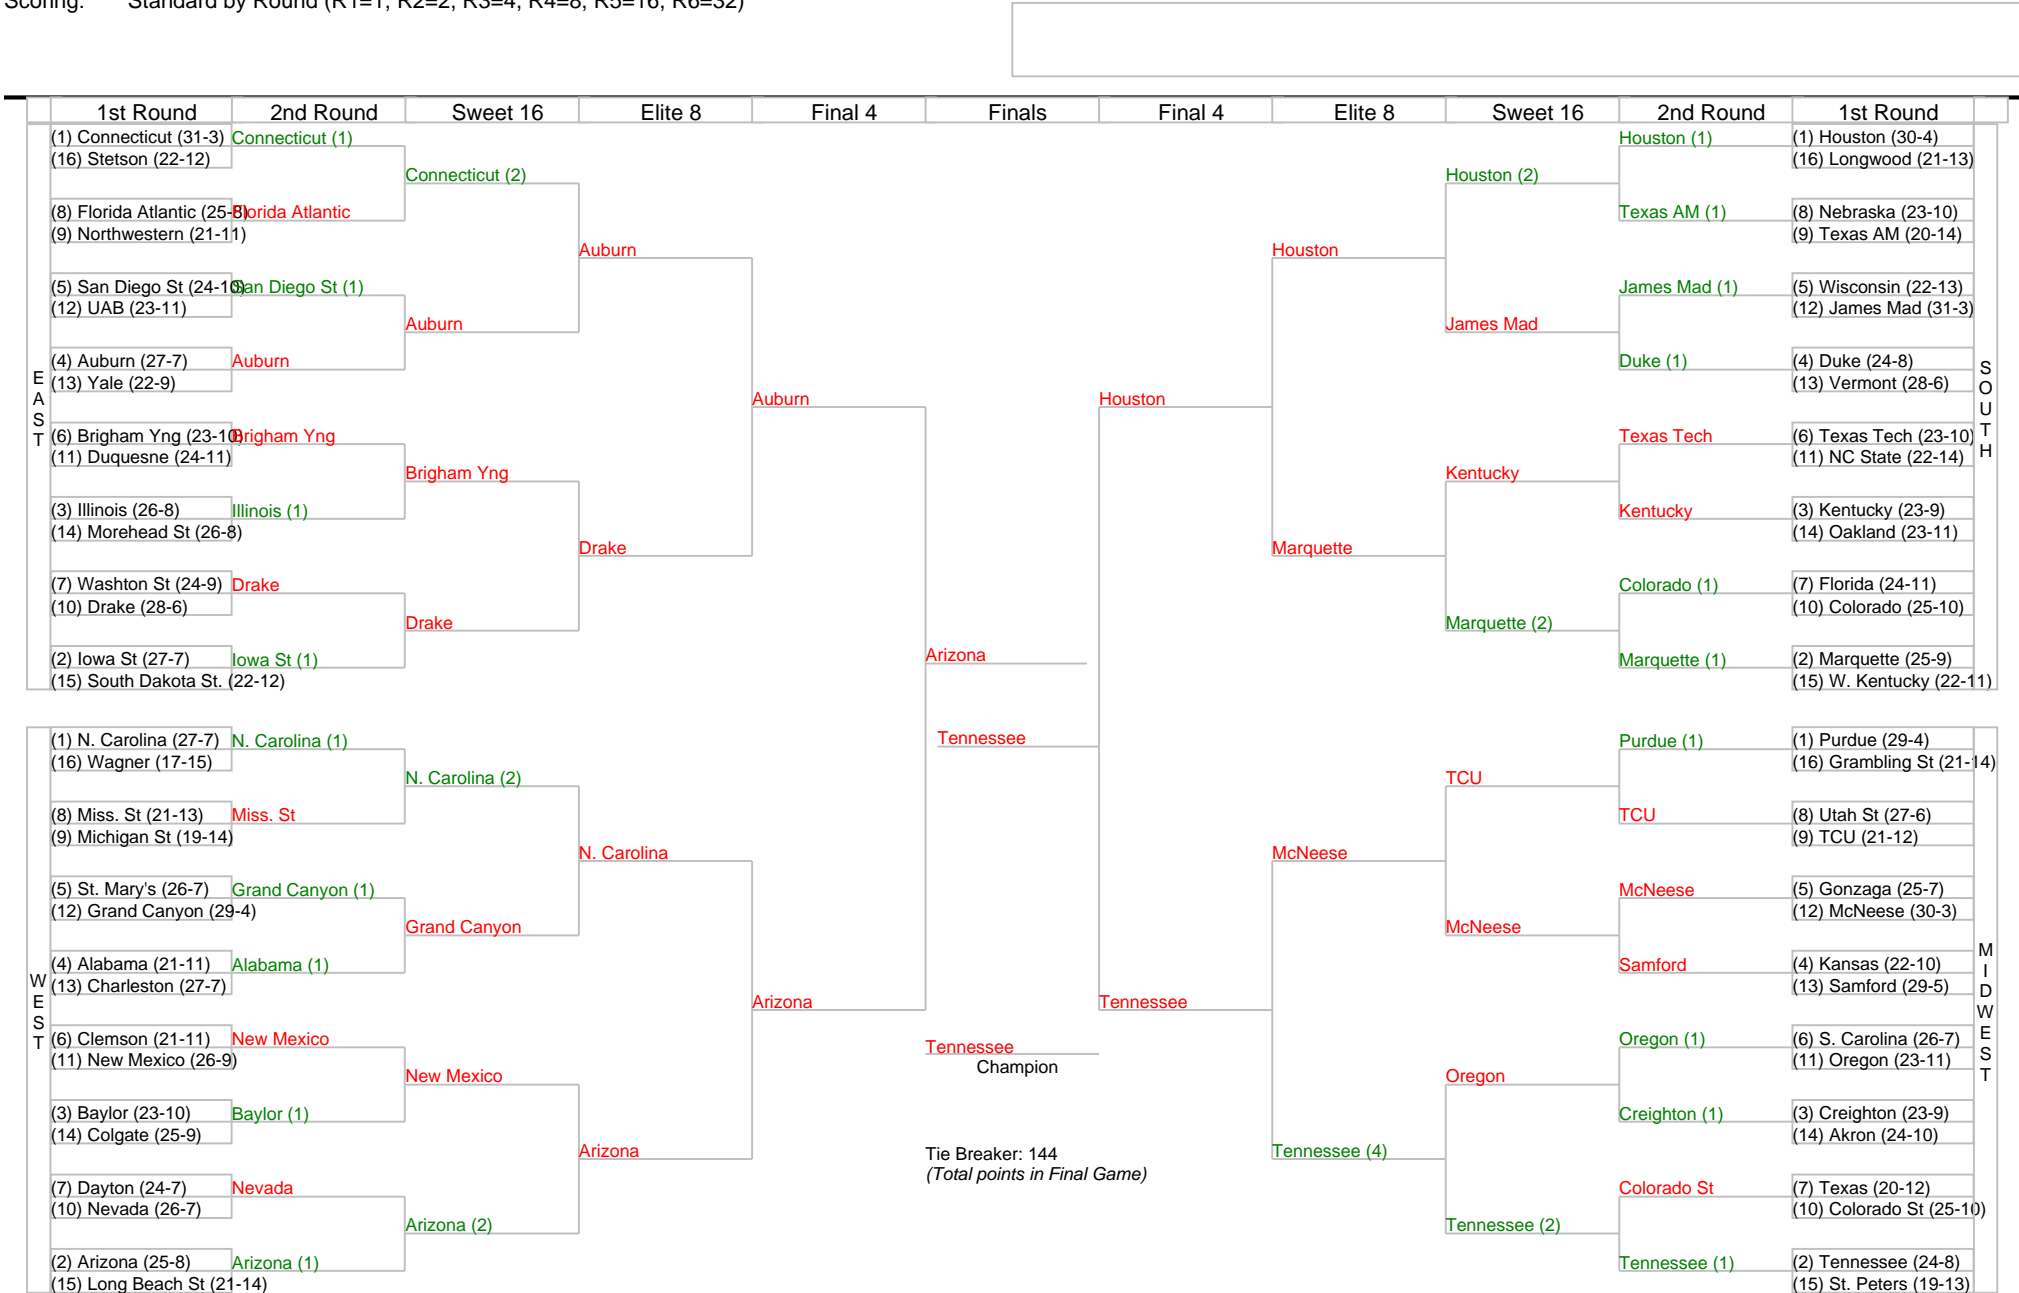 Scoring: Standard by Round (R1=1, R2=2, R3=4, R4=8, R5=16, R6=32)
1st Round 2nd Round Sweet 16 Elite 8 Final 4 Finals Final 4 Elite 8 Sweet 16 2nd Round 1st Round
EAST
(1) Connecticut (31-3)
(16) Stetson (22-12)
(8) Florida Atlantic (25-8)
(9) Northwestern (21-11)
(5) San Diego St (24-10)
(12) UAB (23-11)
(4) Auburn (27-7)
(13) Yale (22-9)
(6) Brigham Yng (23-10)
(11) Duquesne (24-11)
(3) Illinois (26-8)
(14) Morehead St (26-8)
(7) Washton St (24-9)
(10) Drake (28-6)
(2) Iowa St (27-7)
(15) South Dakota St. (22-12)
Connecticut (1)
Florida Atlantic
San Diego St (1)
Auburn
Brigham Yng
Illinois (1)
Drake
Iowa St (1)
Connecticut (2)
Auburn
Brigham Yng
Drake
Auburn
Drake
Auburn
WEST
(1) N. Carolina (27-7)
(16) Wagner (17-15)
(8) Miss. St (21-13)
(9) Michigan St (19-14)
(5) St. Mary's (26-7)
(12) Grand Canyon (29-4)
(4) Alabama (21-11)
(13) Charleston (27-7)
(6) Clemson (21-11)
(11) New Mexico (26-9)
(3) Baylor (23-10)
(14) Colgate (25-9)
(7) Dayton (24-7)
(10) Nevada (26-7)
(2) Arizona (25-8)
(15) Long Beach St (21-14)
N. Carolina (1)
Miss. St
Grand Canyon (1)
Alabama (1)
New Mexico
Baylor (1)
Nevada
Arizona (1)
N. Carolina (2)
Grand Canyon
New Mexico
Arizona (2)
N. Carolina
Arizona
Arizona
Arizona
Tennessee
Tennessee
Champion
Tie Breaker: 144
(Total points in Final Game)
Houston
Houston
Marquette
Houston (2)
James Mad
Kentucky
Marquette (2)
Houston (1)
Texas AM (1)
James Mad (1)
Duke (1)
Texas Tech
Kentucky
Colorado (1)
Marquette (1)
(1) Houston (30-4)
(16) Longwood (21-13)
(8) Nebraska (23-10)
(9) Texas AM (20-14)
(5) Wisconsin (22-13)
(12) James Mad (31-3)
(4) Duke (24-8)
(13) Vermont (28-6)
(6) Texas Tech (23-10)
(11) NC State (22-14)
(3) Kentucky (23-9)
(14) Oakland (23-11)
(7) Florida (24-11)
(10) Colorado (25-10)
(2) Marquette (25-9)
(15) W. Kentucky (22-11)
SOUTH
Tennessee
McNeese
Tennessee (4)
TCU
McNeese
Oregon
Tennessee (2)
Purdue (1)
TCU
McNeese
Samford
Oregon (1)
Creighton (1)
Colorado St
Tennessee (1)
(1) Purdue (29-4)
(16) Grambling St (21-14)
(8) Utah St (27-6)
(9) TCU (21-12)
(5) Gonzaga (25-7)
(12) McNeese (30-3)
(4) Kansas (22-10)
(13) Samford (29-5)
(6) S. Carolina (26-7)
(11) Oregon (23-11)
(3) Creighton (23-9)
(14) Akron (24-10)
(7) Texas (20-12)
(10) Colorado St (25-10)
(2) Tennessee (24-8)
(15) St. Peters (19-13)
MIDWEST